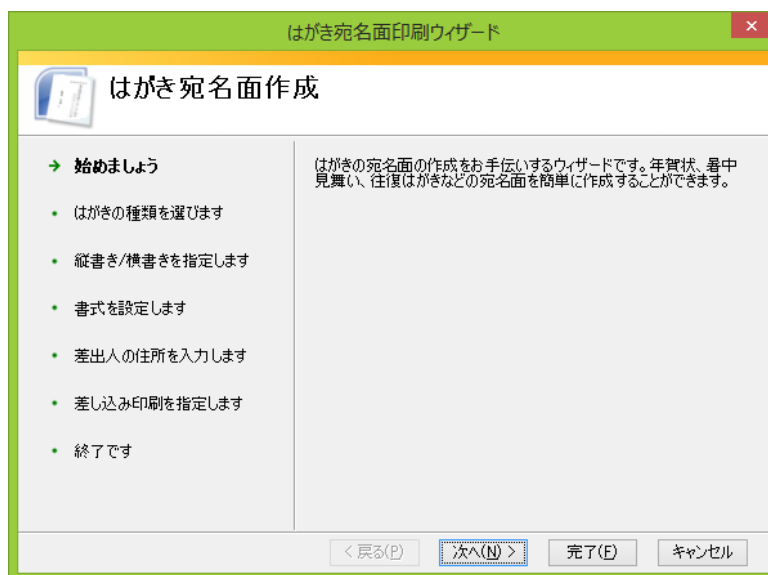 はがき宛名面印刷ウィザード
はがき宛名面作成
始めましょう
はがきの種類を選びます
縦書き/横書きを指定します
書式を設定します
差出人の住所を入力します
差し込み印刷を指定します
終了です
はがきの宛名面の作成をお手伝いするウィザードです。年賀状、暑中
見舞い、往復はがきなどの宛名面を簡単に作成することができます。
< 戻る(P)
次へ(N) >
完了(F)
キャンセル